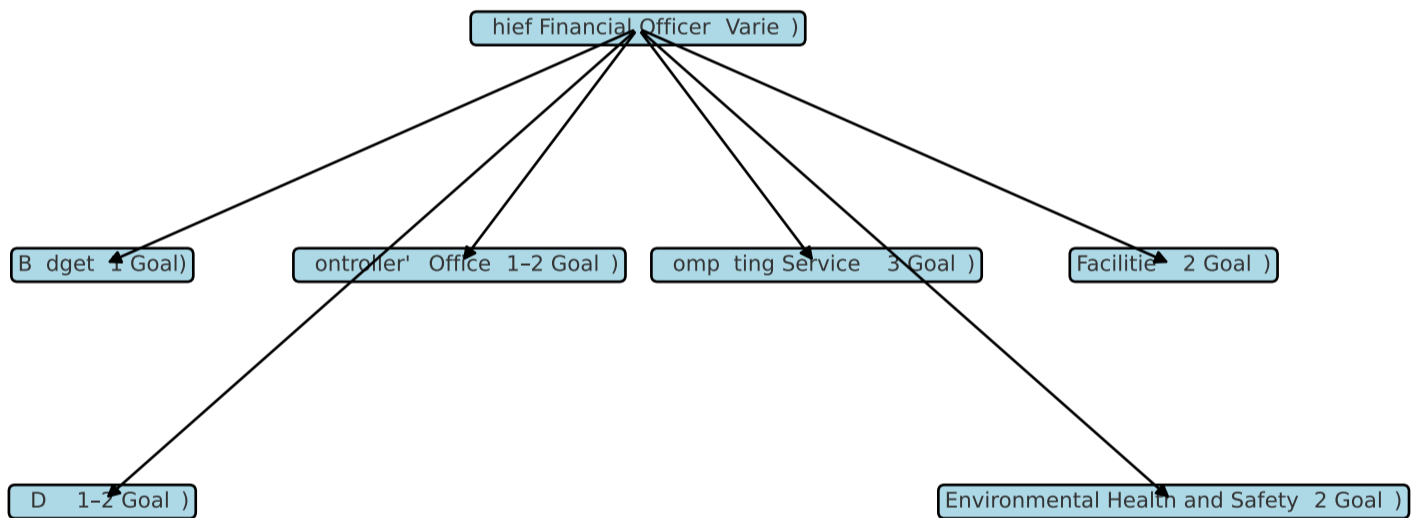 hief Financial Officer Varie )
B dget 1 Goal)
ontroller' Office 1–2 Goal )
omp ting Service 3 Goal )
Facilitie 2 Goal )
D 1–2 Goal )
Environmental Health and Safety 2 Goal )